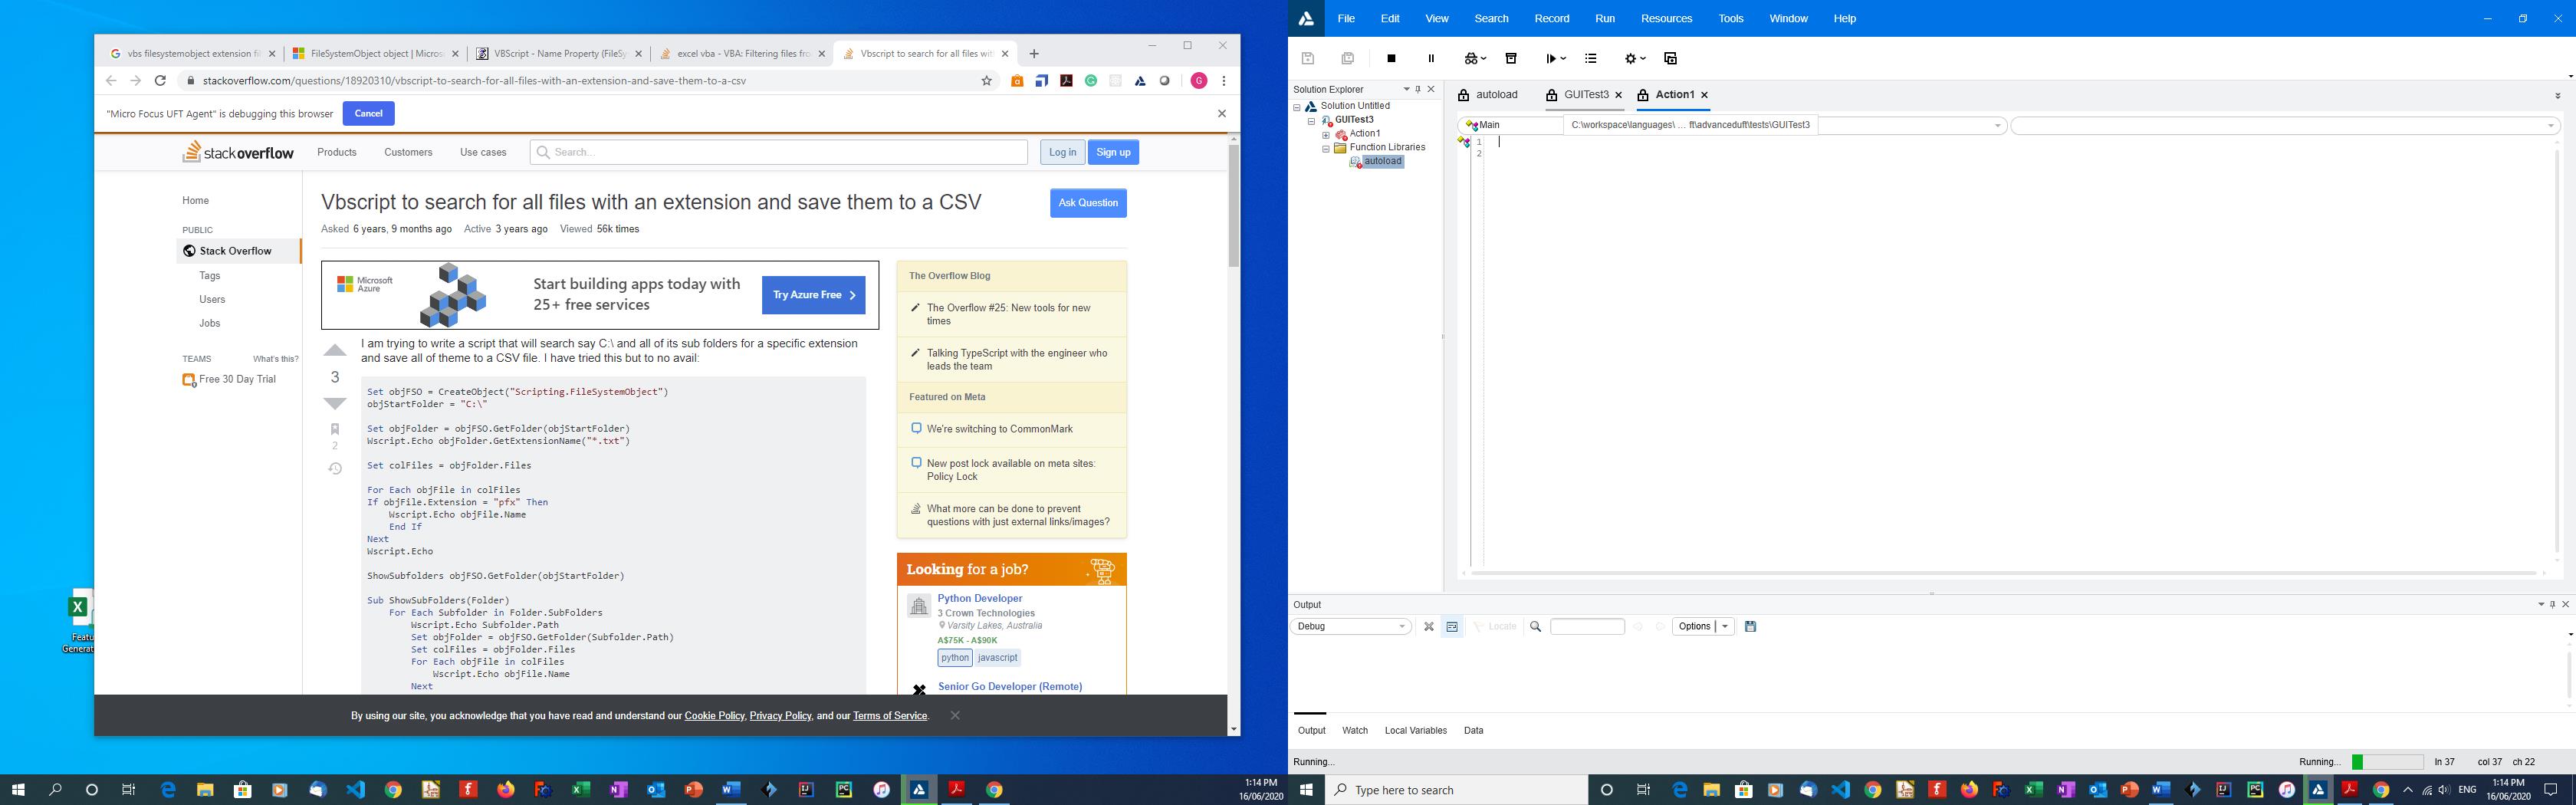 vbs filesystemobject extension fil
FileSystemObject object | Micros
VBScript - Name Property (FileSy
excel vba - VBA: Filtering files fro
Vbscript to search for all files wit
stackoverflow.com/questions/18920310/vbscript-to-search-for-all-files-with-an-extension-and-save-them-to-a-csv
G
"Micro Focus UFT Agent" is debugging this browser
Cancel
stackoverflow
Products
Customers
Use cases
Search...
Log in
Sign up
Home
PUBLIC
Stack Overflow
Tags
Users
Jobs
TEAMS
What's this?
Free 30 Day Trial
Vbscript to search for all files with an extension and save them to a CSV
Ask Question
Asked 6 years, 9 months ago Active 3 years ago Viewed 56k times
Microsoft
Azure
Start building apps today with
25+ free services
Try Azure Free
3
2
I am trying to write a script that will search say C:\ and all of its sub folders for a specific extension
and save all of theme to a CSV file. I have tried this but to no avail:
Set objFSO = CreateObject("Scripting.FileSystemObject")
objStartFolder = "C:\"
Set objFolder = objFSO.GetFolder(objStartFolder)
Wscript.Echo objFolder.GetExtensionName("*.txt")
Set colFiles = objFolder.Files
For Each objFile in colFiles
If objFile.Extension = "pfx" Then
Wscript.Echo objFile.Name
End If
Next
Wscript.Echo
ShowSubfolders objFSO.GetFolder(objStartFolder)
Sub ShowSubFolders(Folder)
For Each Subfolder in Folder.SubFolders
Wscript.Echo Subfolder.Path
Set objFolder = objFSO.GetFolder(Subfolder.Path)
Set colFiles = objFolder.Files
For Each objFile in colFiles
Wscript.Echo objFile.Name
Next
The Overflow Blog
The Overflow #25: New tools for new
times
Talking TypeScript with the engineer who
leads the team
Featured on Meta
We're switching to CommonMark
New post lock available on meta sites:
Policy Lock
What more can be done to prevent
questions with just external links/images?
Looking for a job?
Python Developer
3 Crown Technologies
Varsity Lakes, Australia
A$75K - A$90K
python
javascript
Senior Go Developer (Remote)
By using our site, you acknowledge that you have read and understand our Cookie Policy, Privacy Policy, and our Terms of Service.
Featu
Generat
1:14 PM
16/06/2020
File
Edit
View
Search
Record
Run
Resources
Tools
Window
Help
Solution Explorer
Solution Untitled
GUITest3
Action1
Function Libraries
autoload
autoload
GUITest3
Action1
Main
C:\workspace\languages\ ... ft\advanceduft\tests\GUITest3
1
2
Output
Debug
Locate
Options
Output
Watch
Local Variables
Data
Running...
Running...
ln 37
col 37
ch 22
Type here to search
ENG
1:14 PM
16/06/2020